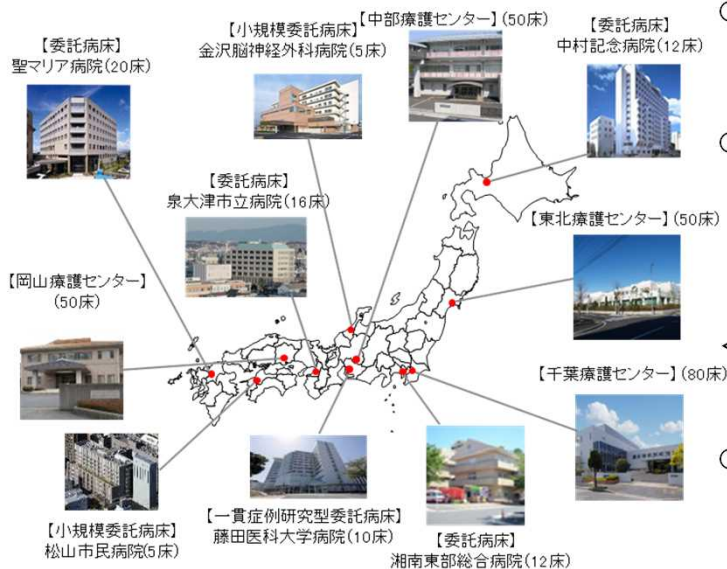 【委託病床】
聖マリア病院(20床)
【小規模委託病床】
金沢脳神経外科病院(5床)
【中部療護センター】(50床)
【委託病床】
中村記念病院(12床)
【委託病床】
泉大津市立病院(16床)
【東北療護センター】(50床)
【岡山療護センター】
(50床)
【千葉療護センター】(80床)
【小規模委託病床】
松山市民病院(5床)
【一貫症例研究型委託病床】
藤田医科大学病院(10床)
【委託病床】
湘南東部総合病院(12床)